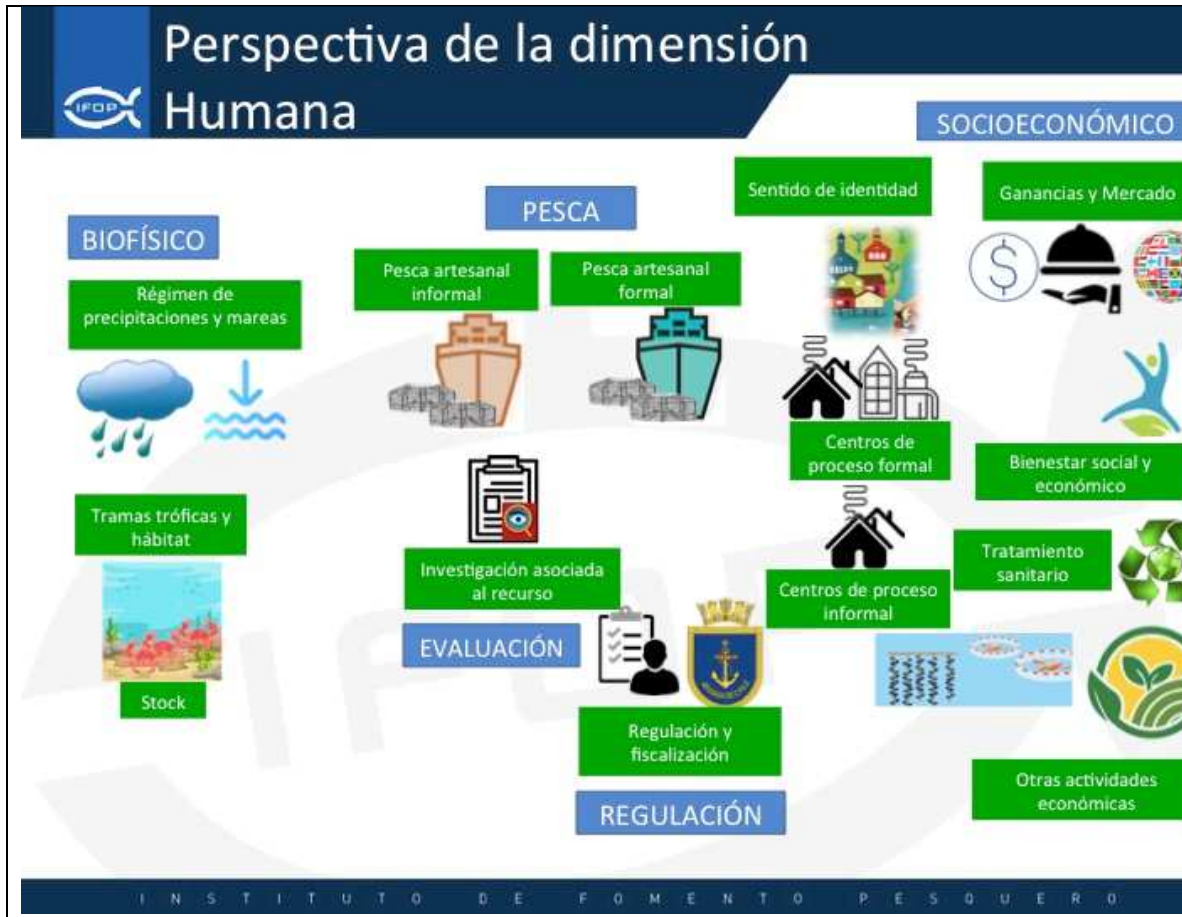 Perspectiva de la dimensión
Humana
IFOP
SOCIOECONÓMICO
BIOFÍSICO
Régimen de
precipitaciones y mareas
Tramas tróficas y
hábitat
Stock
PESCA
Pesca artesanal
informal
Pesca artesanal
formal
Investigación asociada
al recurso
EVALUACIÓN
Regulación y
fiscalización
REGULACIÓN
Sentido de identidad
Centros de
proceso formal
Centros de proceso
informal
Ganancias y Mercado
$
Bienestar social y
económico
Tratamiento
sanitario
Otras actividades
económicas
IFOP
INSTITUTO DE FOMENTO PESQUERO